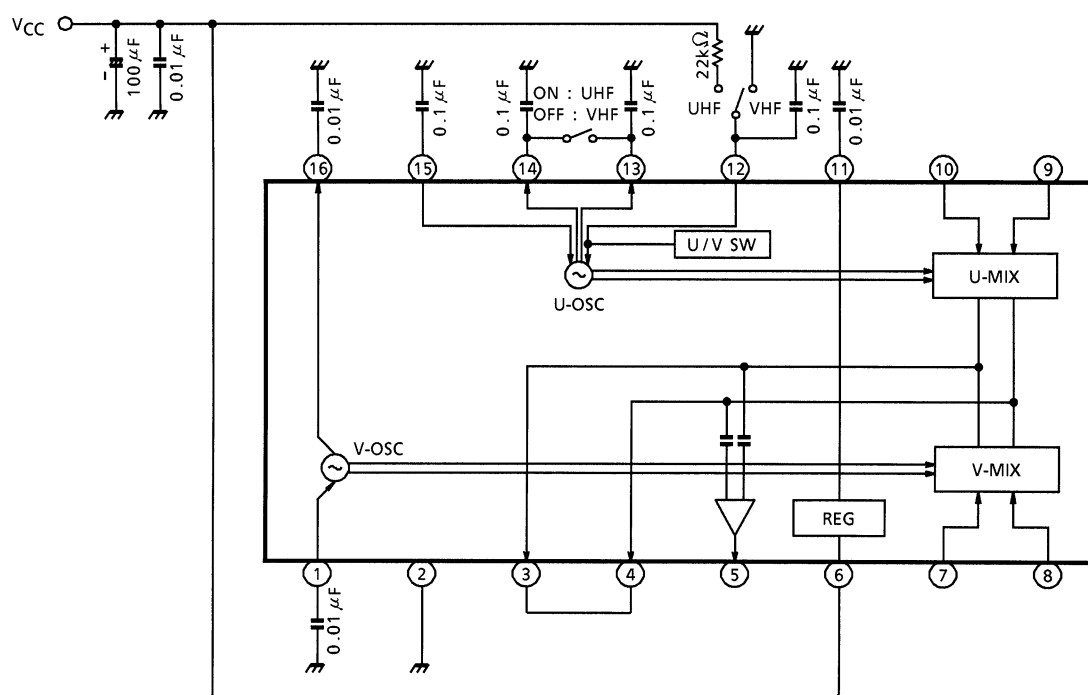 VCC
+
-
100 μF
0.01 μF
0.01 μF
0.1 μF
0.1 μF
ON : UHF
OFF : VHF
0.1 μF
22kΩ
UHF
VHF
0.1 μF
0.01 μF
16
15
14
13
12
11
10
9
U/V SW
~
U-OSC
U-MIX
V-OSC
~
V-MIX
REG
1
2
3
4
5
6
7
8
0.01 μF